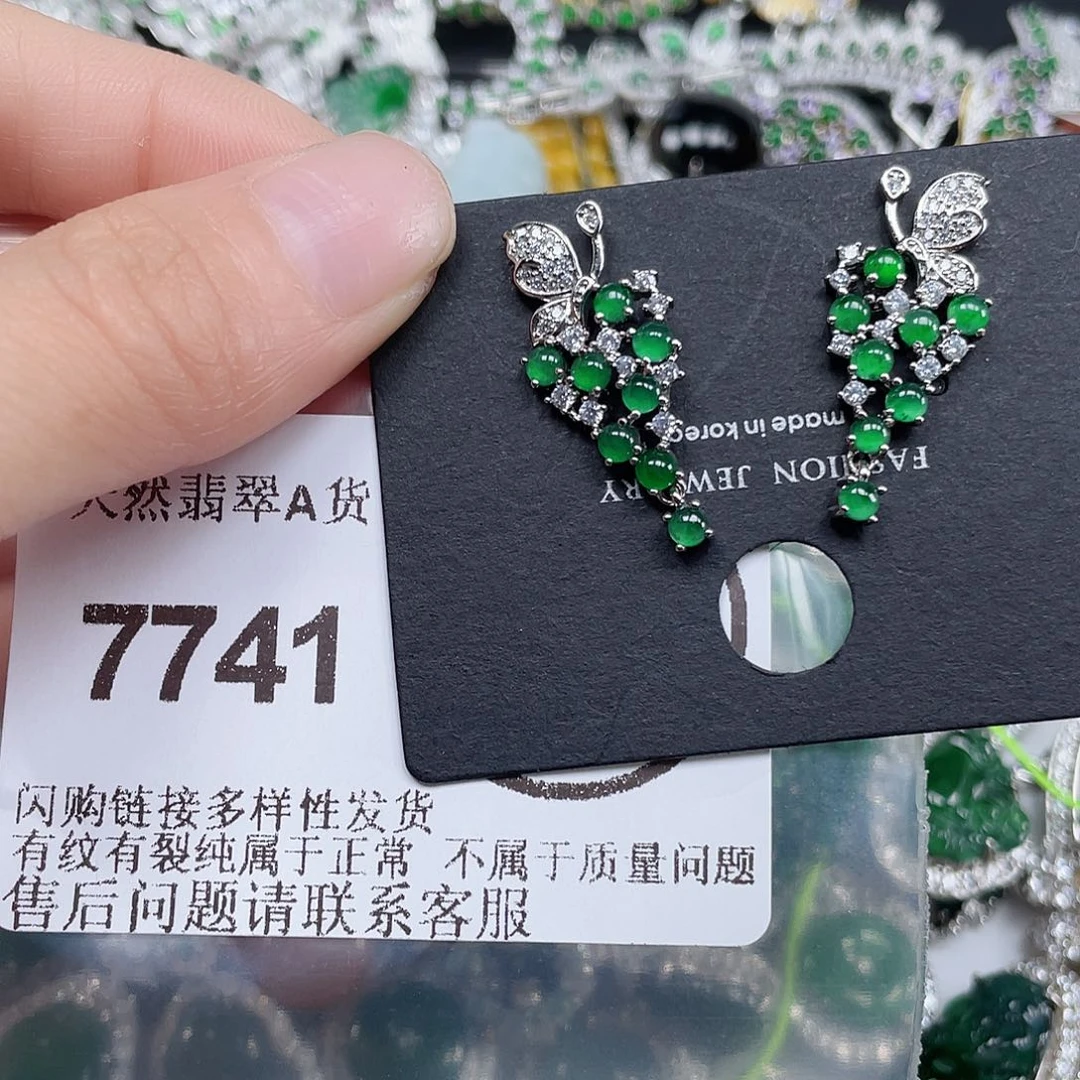 天然翡翠A货
7741
闪购链接多样性发货
有纹有裂纯属于正常 不属于质量问题
售后问题请联系客服
FASHION JEWELRY
made in korea